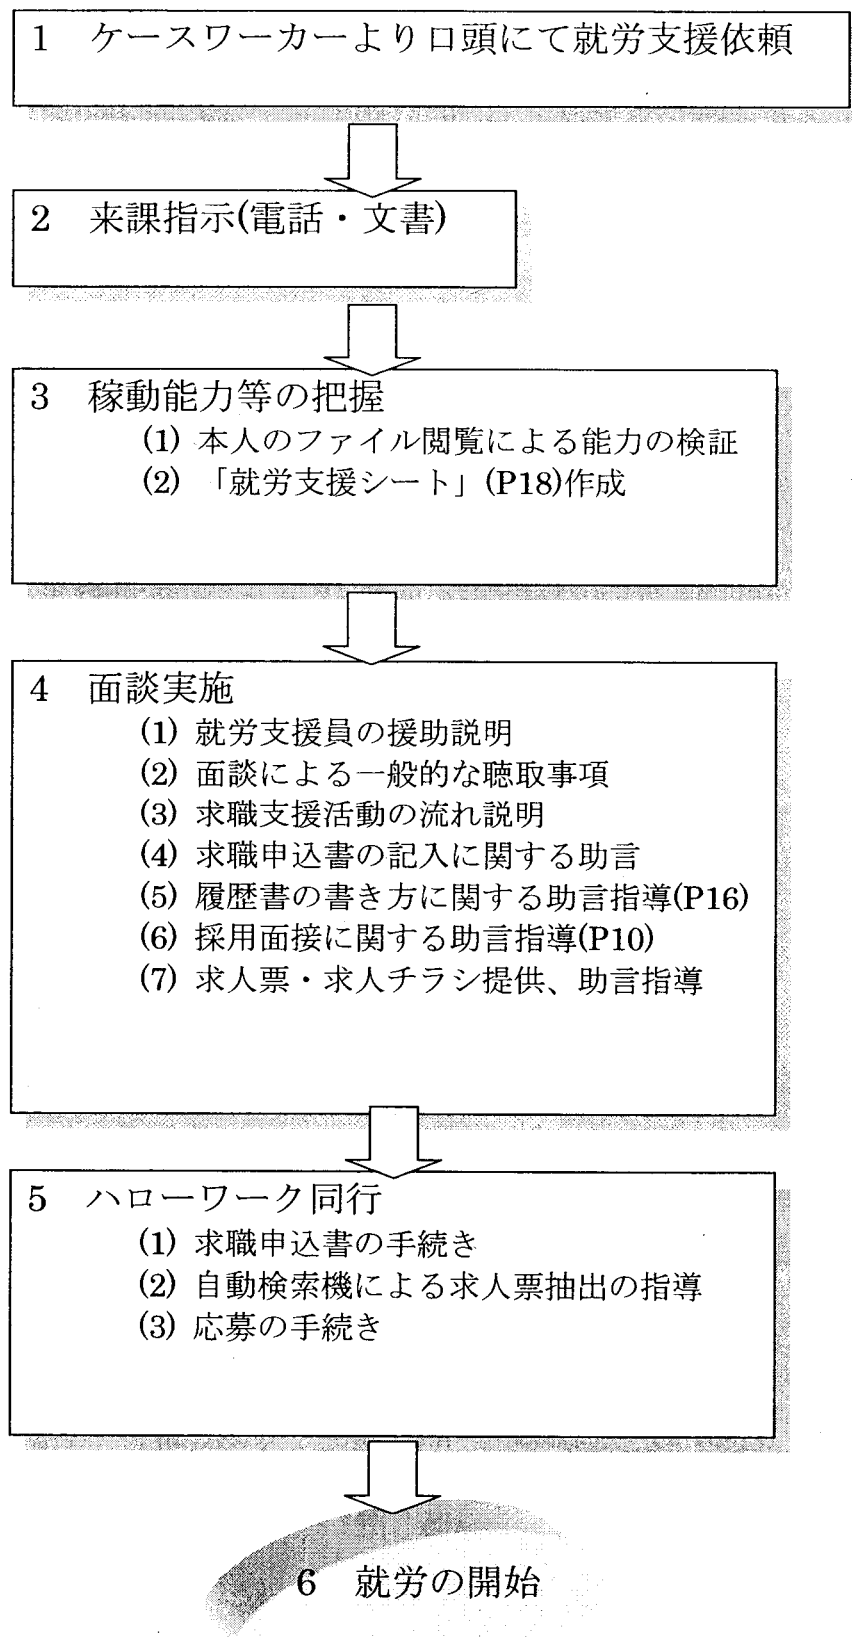 1　ケースワーカーより口頭にて就労支援依頼
2　来課指示(電話・文書)
3　稼動能力等の把握
(1) 本人のファイル閲覧による能力の検証
(2) 「就労支援シート」(P18)作成
4　面談実施
(1) 就労支援員の援助説明
(2) 面談による一般的な聴取事項
(3) 求職支援活動の流れ説明
(4) 求職申込書の記入に関する助言
(5) 履歴書の書き方に関する助言指導(P16)
(6) 採用面接に関する助言指導(P10)
(7) 求人票・求人チラシ提供、助言指導
5　ハローワーク同行
(1) 求職申込書の手続き
(2) 自動検索機による求人票抽出の指導
(3) 応募の手続き
6　就労の開始